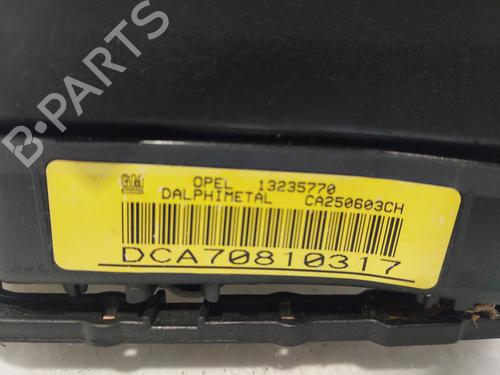 GM OPEL 13235770
DALPHIMETAL CA250603CH
DCA70810317
B-PARTS